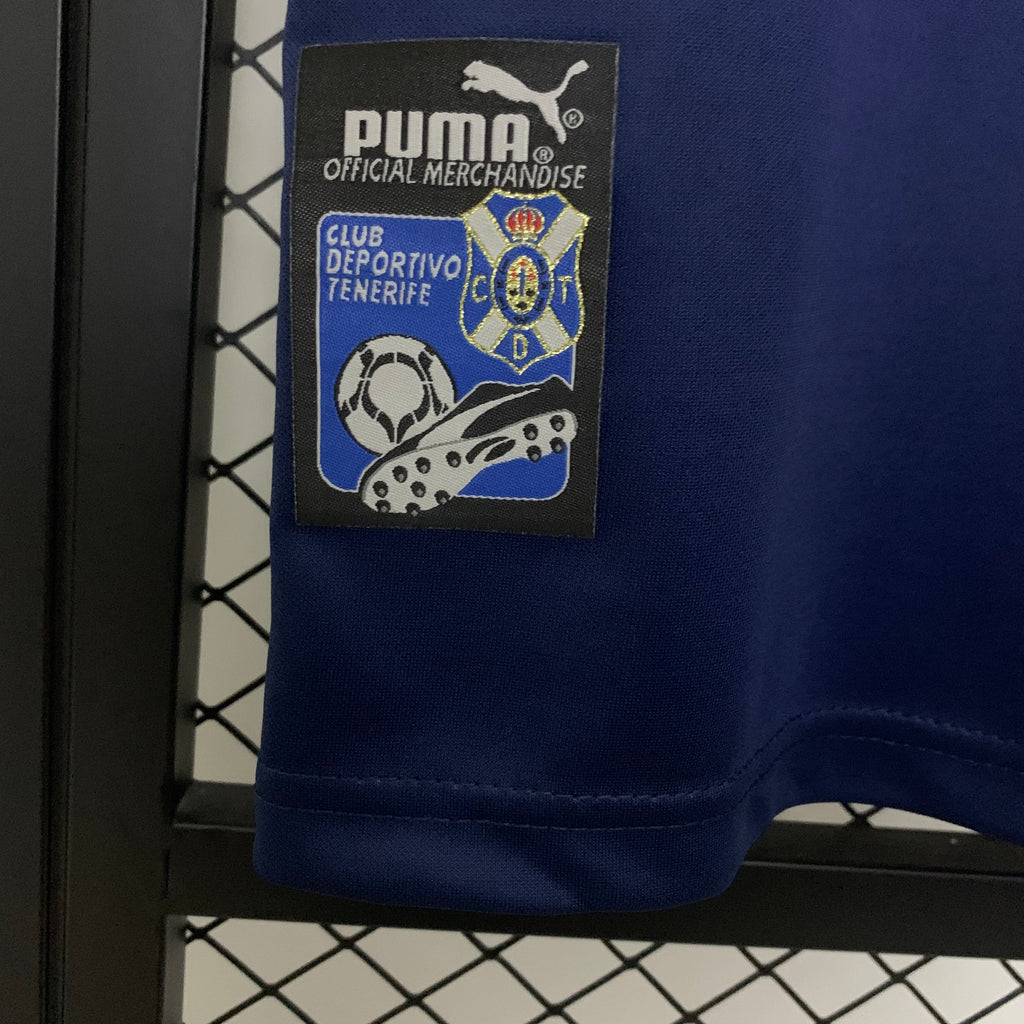 PUMA®
OFFICIAL MERCHANDISE
CLUB
DEPORTIVO
TENERIFE
C T
D